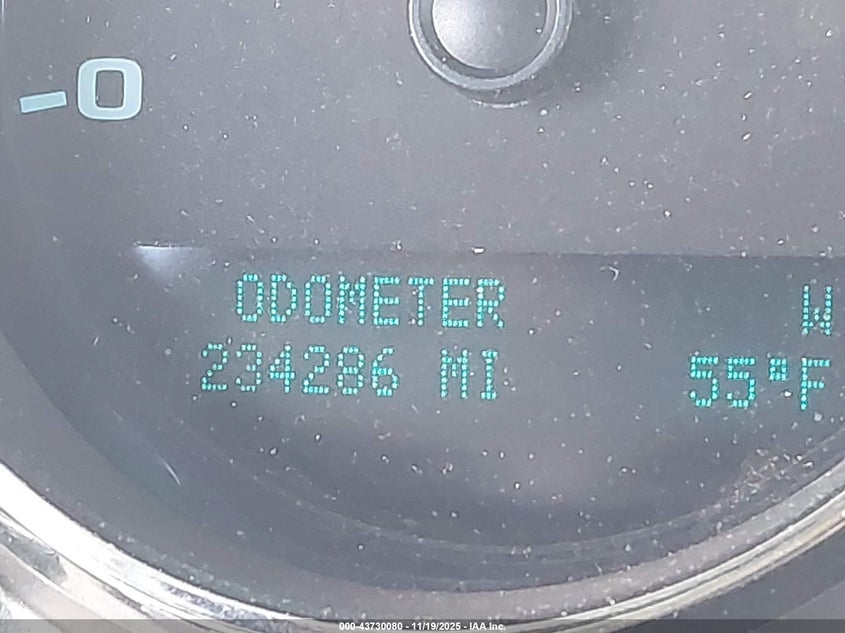 -0
ODOMETER W
234286 MI 55°F
000-43730080 - 11/19/2025 - IAA Inc.